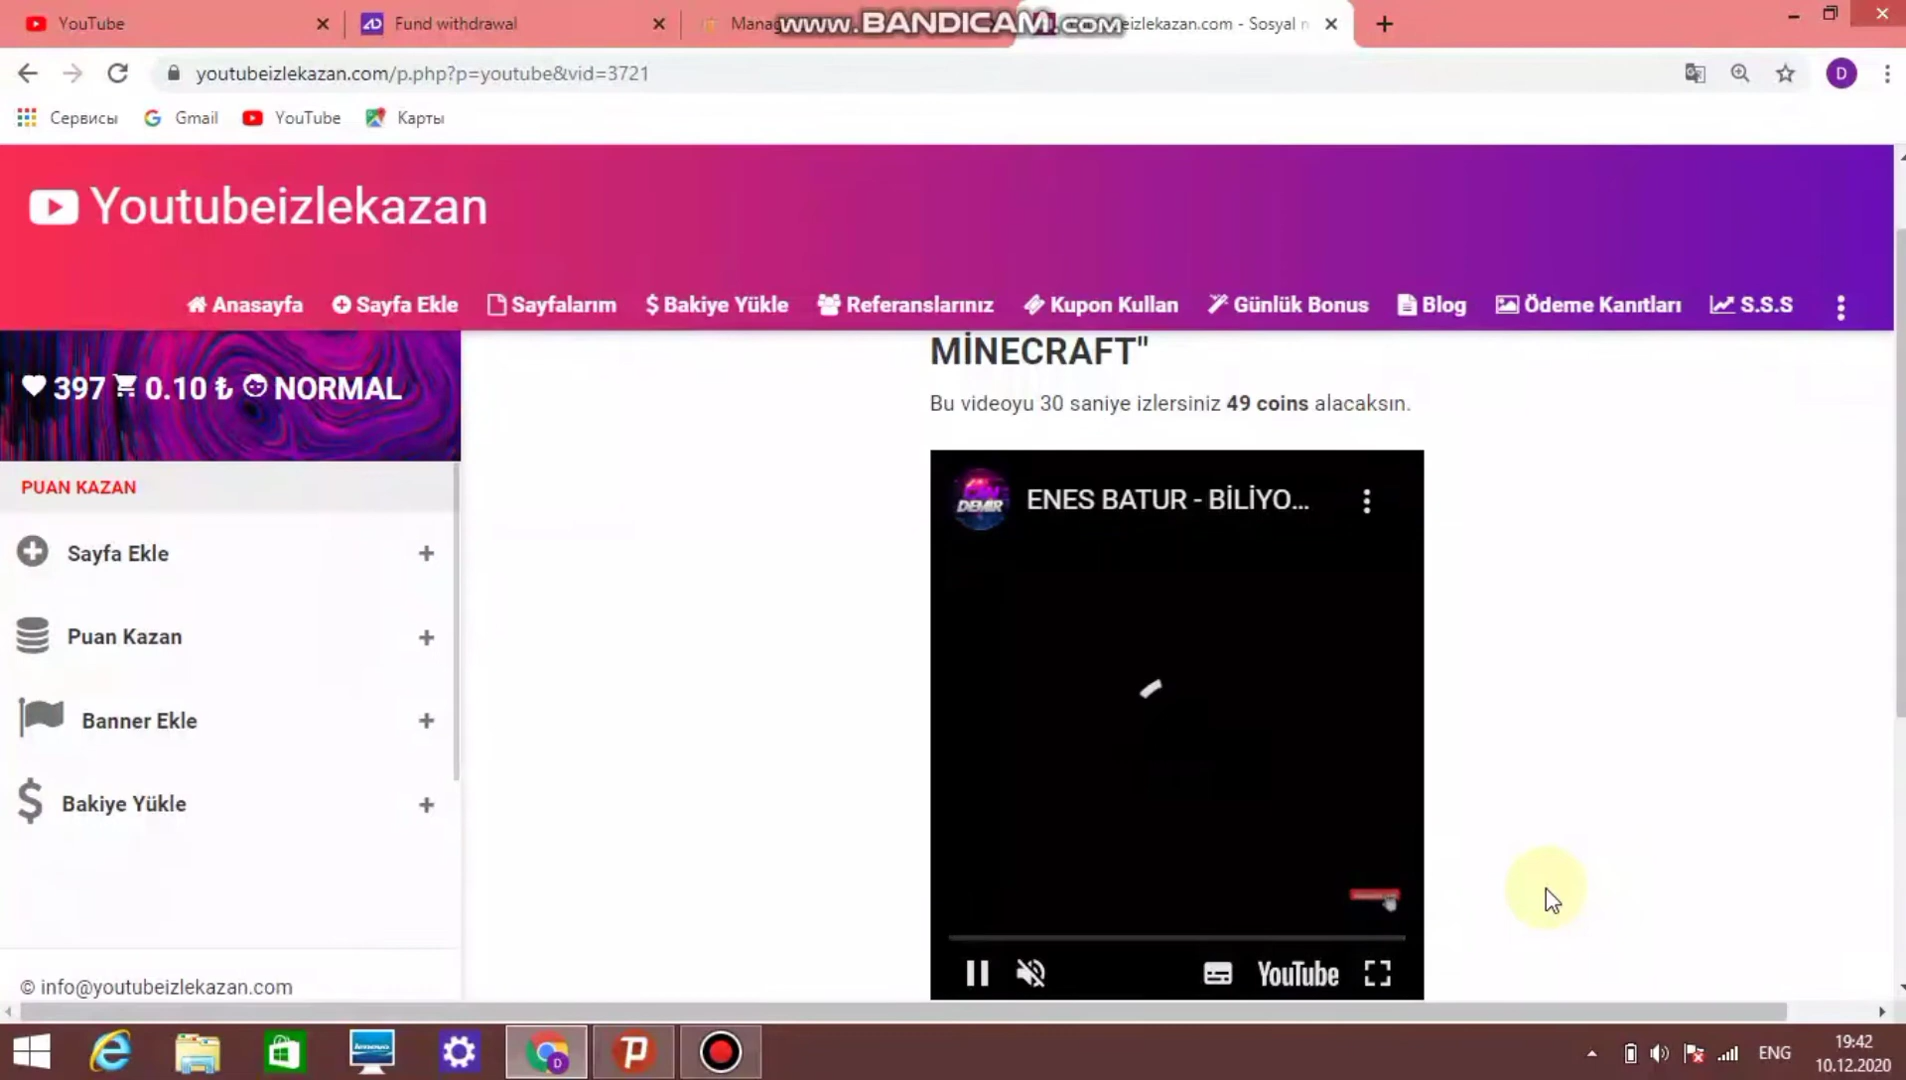 YouTube
Fund withdrawal
Manag
www.BANDICAM.com
eizlekazan.com - Sosyal
youtubeizlekazan.com/p.php?p=youtube&vid=3721
D
Сервисы
Gmail
YouTube
Карты
Youtubeizlekazan
Anasayfa
Sayfa Ekle
Sayfalarım
$ Bakiye Yükle
Referanslarınız
Kupon Kullan
Günlük Bonus
Blog
Ödeme Kanıtları
S.S.S
397 0.10 ₺ NORMAL
PUAN KAZAN
Sayfa Ekle +
Puan Kazan +
Banner Ekle +
$ Bakiye Yükle +
© info@youtubeizlekazan.com
MİNECRAFT"
Bu videoyu 30 saniye izlersiniz 49 coins alacaksın.
DEMIR
ENES BATUR - BİLİYO...
YouTube
ENG
19:42
10.12.2020